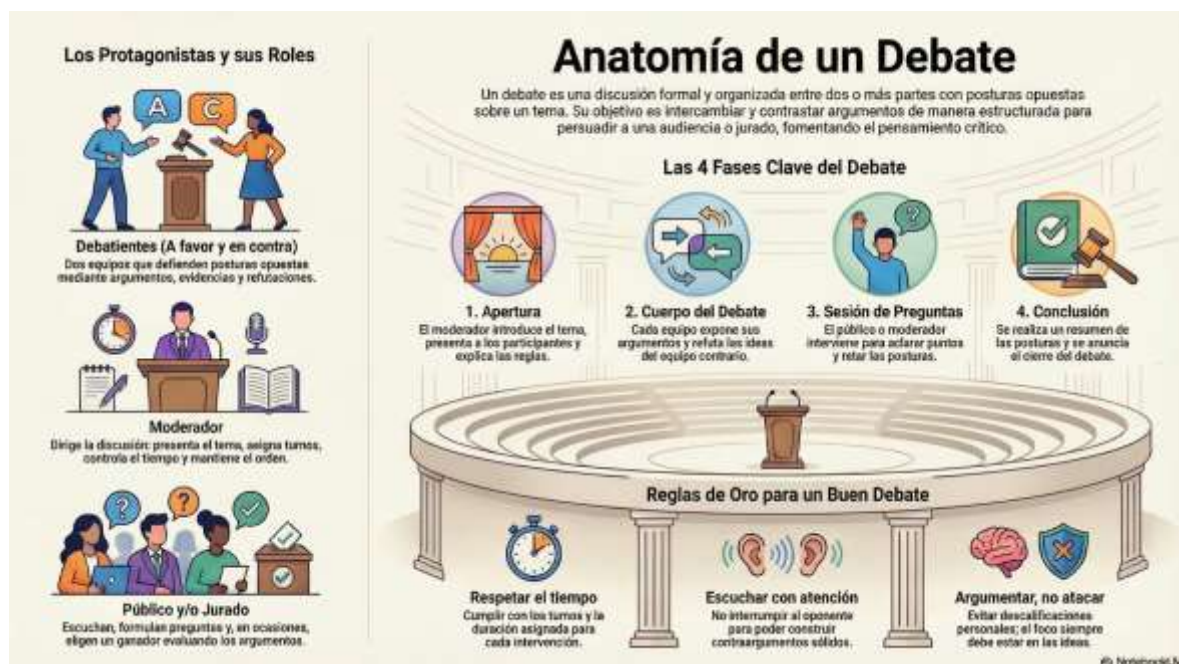 Los Protagonistas y sus Roles
A
C
Debatientes (A favor y en contra)
Dos equipos que defienden posturas opuestas
mediante argumentos, evidencias y refutaciones.
Moderador
Dirige la discusión: presenta el tema, asigna turnos,
controla el tiempo y mantiene el orden.
?
?
Público y/o Jurado
Escuchan, formulan preguntas y, en ocasiones,
eligen un ganador evaluando los argumentos.
Anatomía de un Debate
Un debate es una discusión formal y organizada entre dos o más partes con posturas opuestas
sobre un tema. Su objetivo es intercambiar y contrastar argumentos de manera estructurada para
persuadir a una audiencia o jurado, fomentando el pensamiento crítico.
Las 4 Fases Clave del Debate
1. Apertura
El moderador introduce el tema,
presenta a los participantes y
explica las reglas.
2. Cuerpo del Debate
Cada equipo expone sus
argumentos y refuta las ideas
del equipo contrario.
?
3. Sesión de Preguntas
El público o moderador
interviene para aclarar puntos
y retar las posturas.
4. Conclusión
Se realiza un resumen de
las posturas y se anuncia
el cierre del debate.
Reglas de Oro para un Buen Debate
Respetar el tiempo
Cumplir con los turnos y la
duración asignada para
cada intervención.
Escuchar con atención
No interrumpir al oponente
para poder construir
contraargumentos sólidos.
Argumentar, no atacar
Evitar descalificaciones
personales; el foco siempre
debe estar en las ideas.